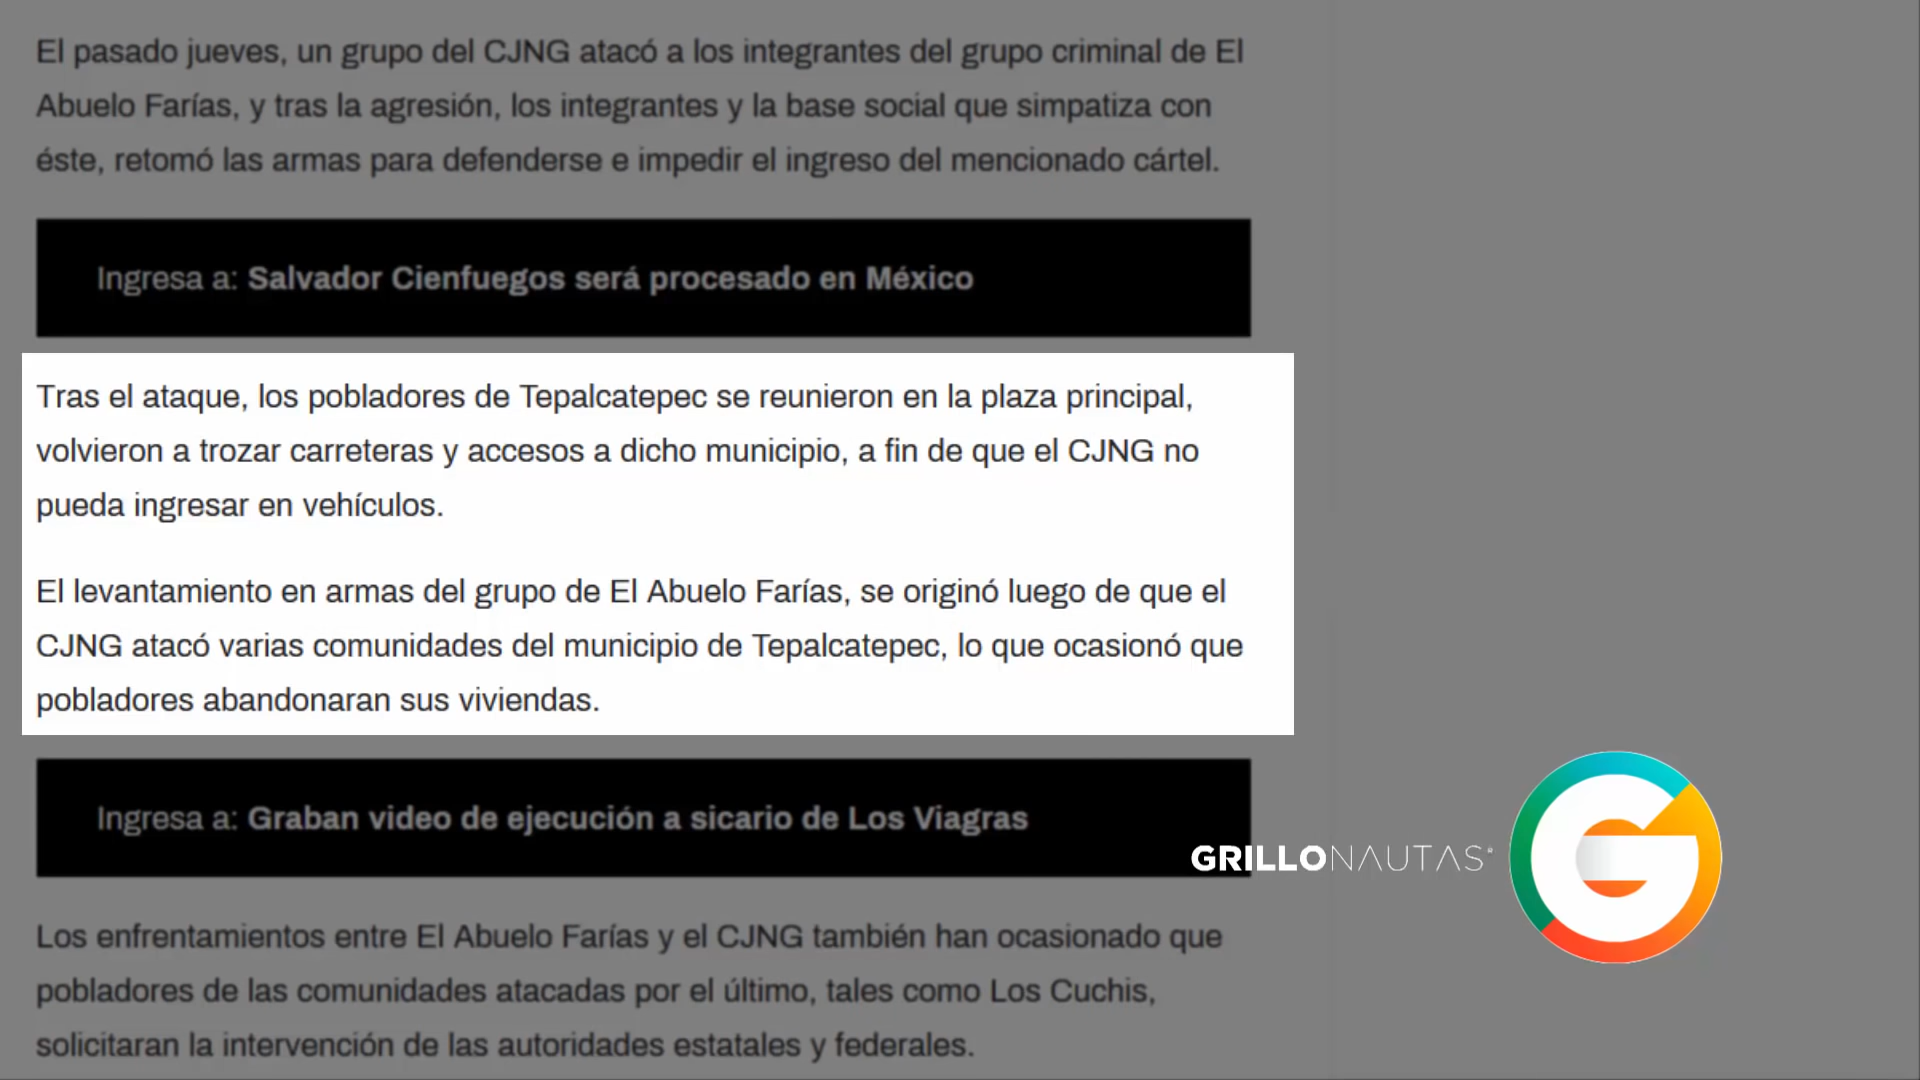 El pasado jueves, un grupo del CJNG atacó a los integrantes del grupo criminal de El
Abuelo Farías, y tras la agresión, los integrantes y la base social que simpatiza con
éste, retomó las armas para defenderse e impedir el ingreso del mencionado cártel.
Ingresa a: Salvador Cienfuegos será procesado en México
Tras el ataque, los pobladores de Tepalcatepec se reunieron en la plaza principal,
volvieron a trozar carreteras y accesos a dicho municipio, a fin de que el CJNG no
pueda ingresar en vehículos.
El levantamiento en armas del grupo de El Abuelo Farías, se originó luego de que el
CJNG atacó varias comunidades del municipio de Tepalcatepec, lo que ocasionó que
pobladores abandonaran sus viviendas.
Ingresa a: Graban video de ejecución a sicario de Los Viagras
GRILLONAUTAS®
G
Los enfrentamientos entre El Abuelo Farías y el CJNG también han ocasionado que
pobladores de las comunidades atacadas por el último, tales como Los Cuchis,
solicitaran la intervención de las autoridades estatales y federales.